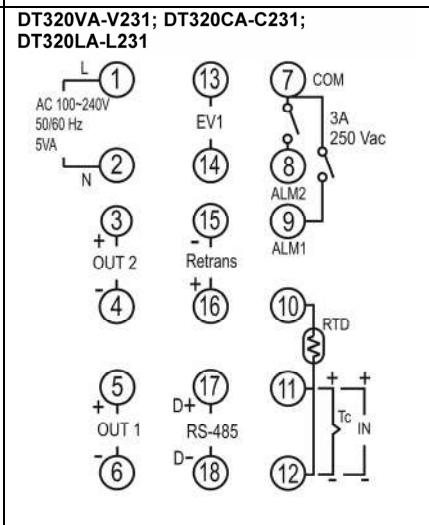 DT320VA-V231; DT320CA-C231;
DT320LA-L231
L 1 13 7 COM
AC 100~240V
50/60 Hz
5VA
EV1
3A
250 Vac
N 2 14 8
ALM2
3 15 9
+ - ALM1
OUT 2 Retrans
- +
4 16 10
RTD
5 17 11 + +
+ D+
OUT 1 RS-485 Tc IN
- D-
6 18 12 - -